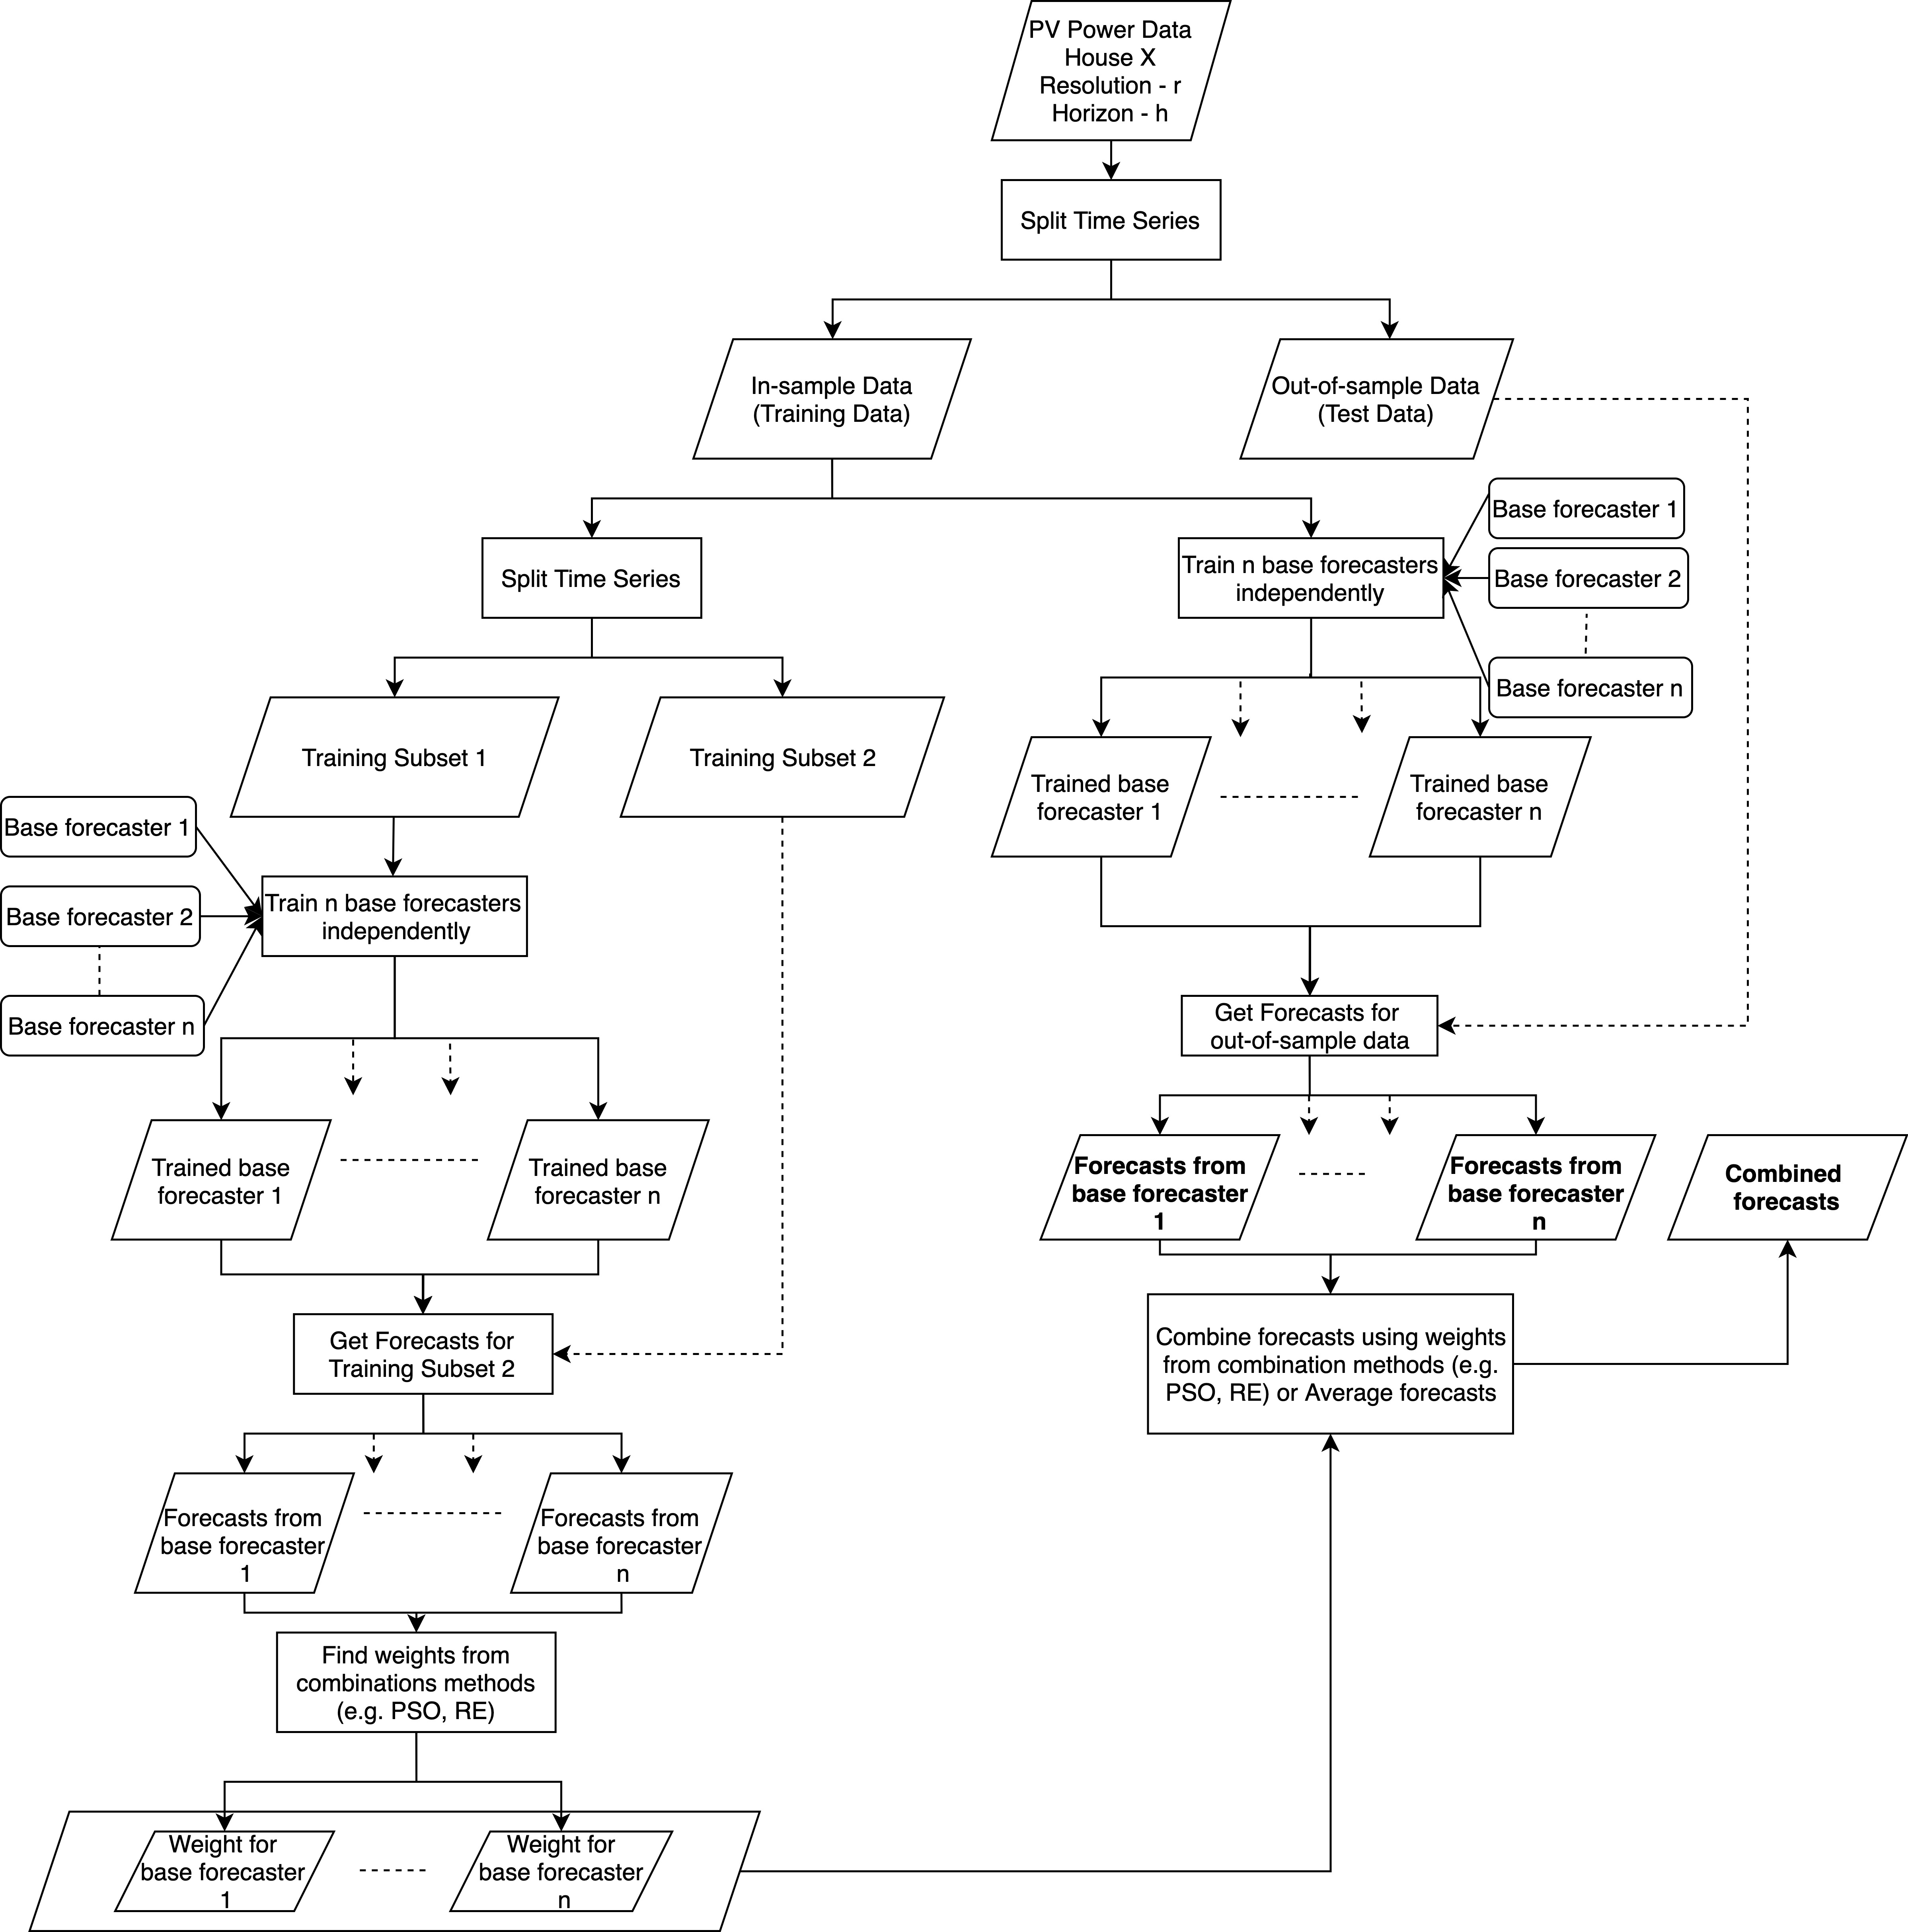 PV Power Data
House X
Resolution - r
Horizon - h
Split Time Series
In-sample Data
(Training Data)
Out-of-sample Data
(Test Data)
Split Time Series
Train n base forecasters
independently
Base forecaster 1
Base forecaster 2
Base forecaster n
Training Subset 1
Training Subset 2
Trained base
forecaster 1
Trained base
forecaster n
Base forecaster 1
Base forecaster 2
Base forecaster n
Train n base forecasters
independently
Get Forecasts for
out-of-sample data
Trained base
forecaster 1
Trained base
forecaster n
Forecasts from
base forecaster
1
Forecasts from
base forecaster
n
Combined
forecasts
Get Forecasts for
Training Subset 2
Combine forecasts using weights
from combination methods (e.g.
PSO, RE) or Average forecasts
Forecasts from
base forecaster
1
Forecasts from
base forecaster
n
Find weights from
combinations methods
(e.g. PSO, RE)
Weight for
base forecaster
1
Weight for
base forecaster
n